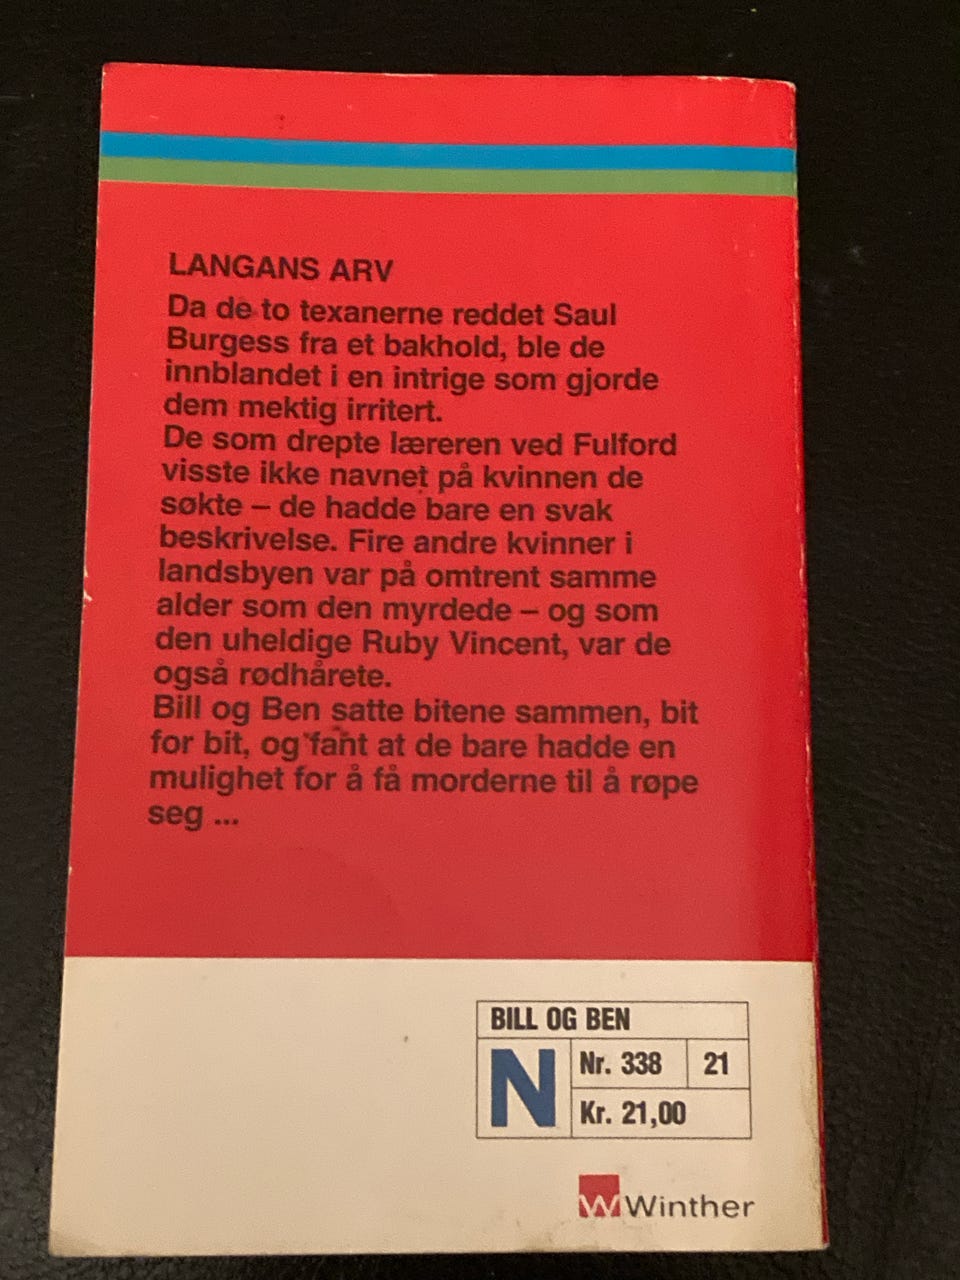 LANGANS ARV
Da de to texanerne reddet Saul
Burgess fra et bakhold, ble de
innblandet i en intrige som gjorde
dem mektig irritert.
De som drepte læreren ved Fulford
visste ikke navnet på kvinnen de
søkte – de hadde bare en svak
beskrivelse. Fire andre kvinner i
landsbyen var på omtrent samme
alder som den myrdede – og som
den uheldige Ruby Vincent, var de
også rødhårete.
Bill og Ben satte bitene sammen, bit
for bit, og fant at de bare hadde en
mulighet for å få morderne til å røpe
seg ...
BILL OG BEN
N
Nr. 338
21
Kr. 21,00
W Winther